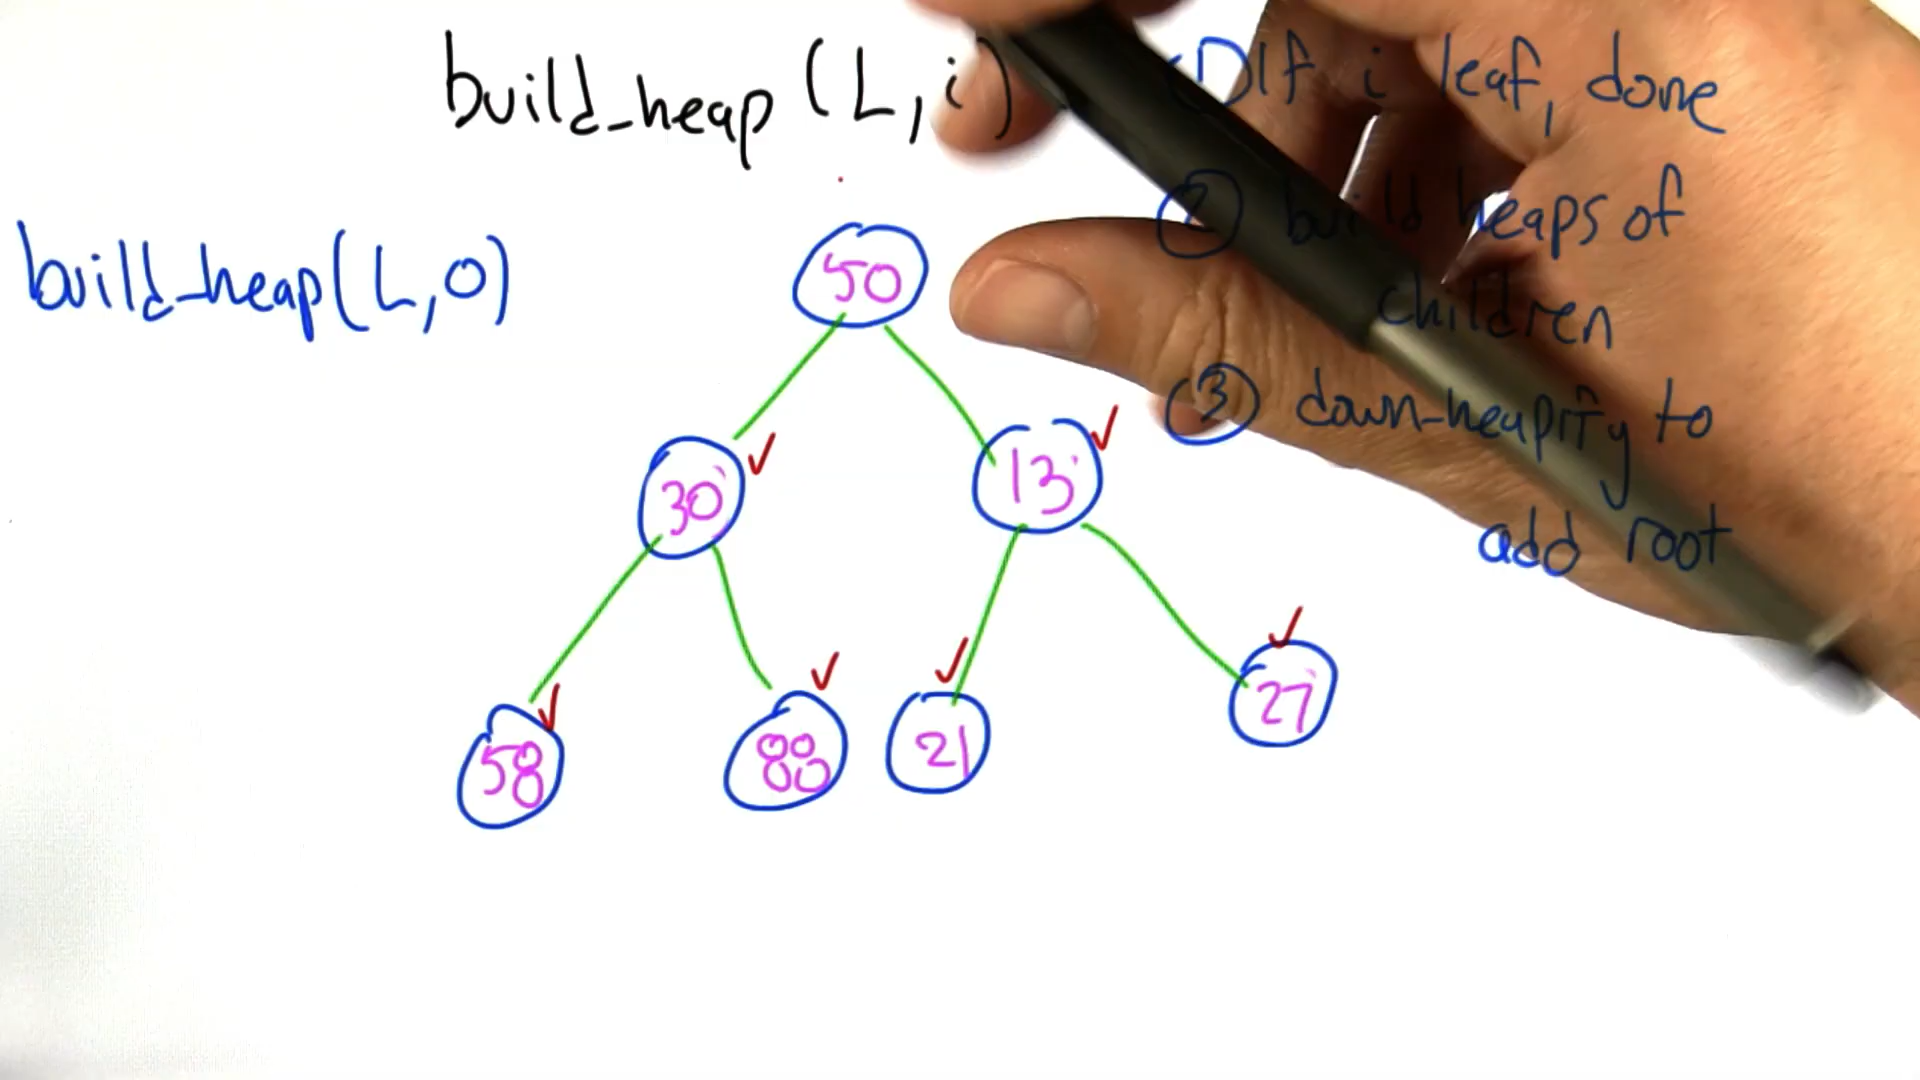 build_heap (L, i)
① If i leaf, done
② build heaps of
children
③ down-heapify to
add root
build_heap(L,0)
50
30
13
58
88
21
27